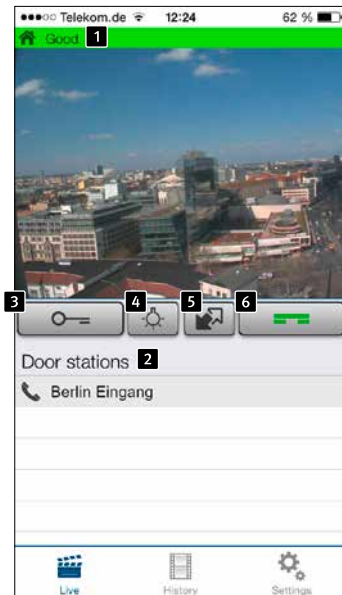 Telekom.de 12:24 62 %
Good 1
3 4 5 6
Door stations 2
Berlin Eingang
Live History Settings